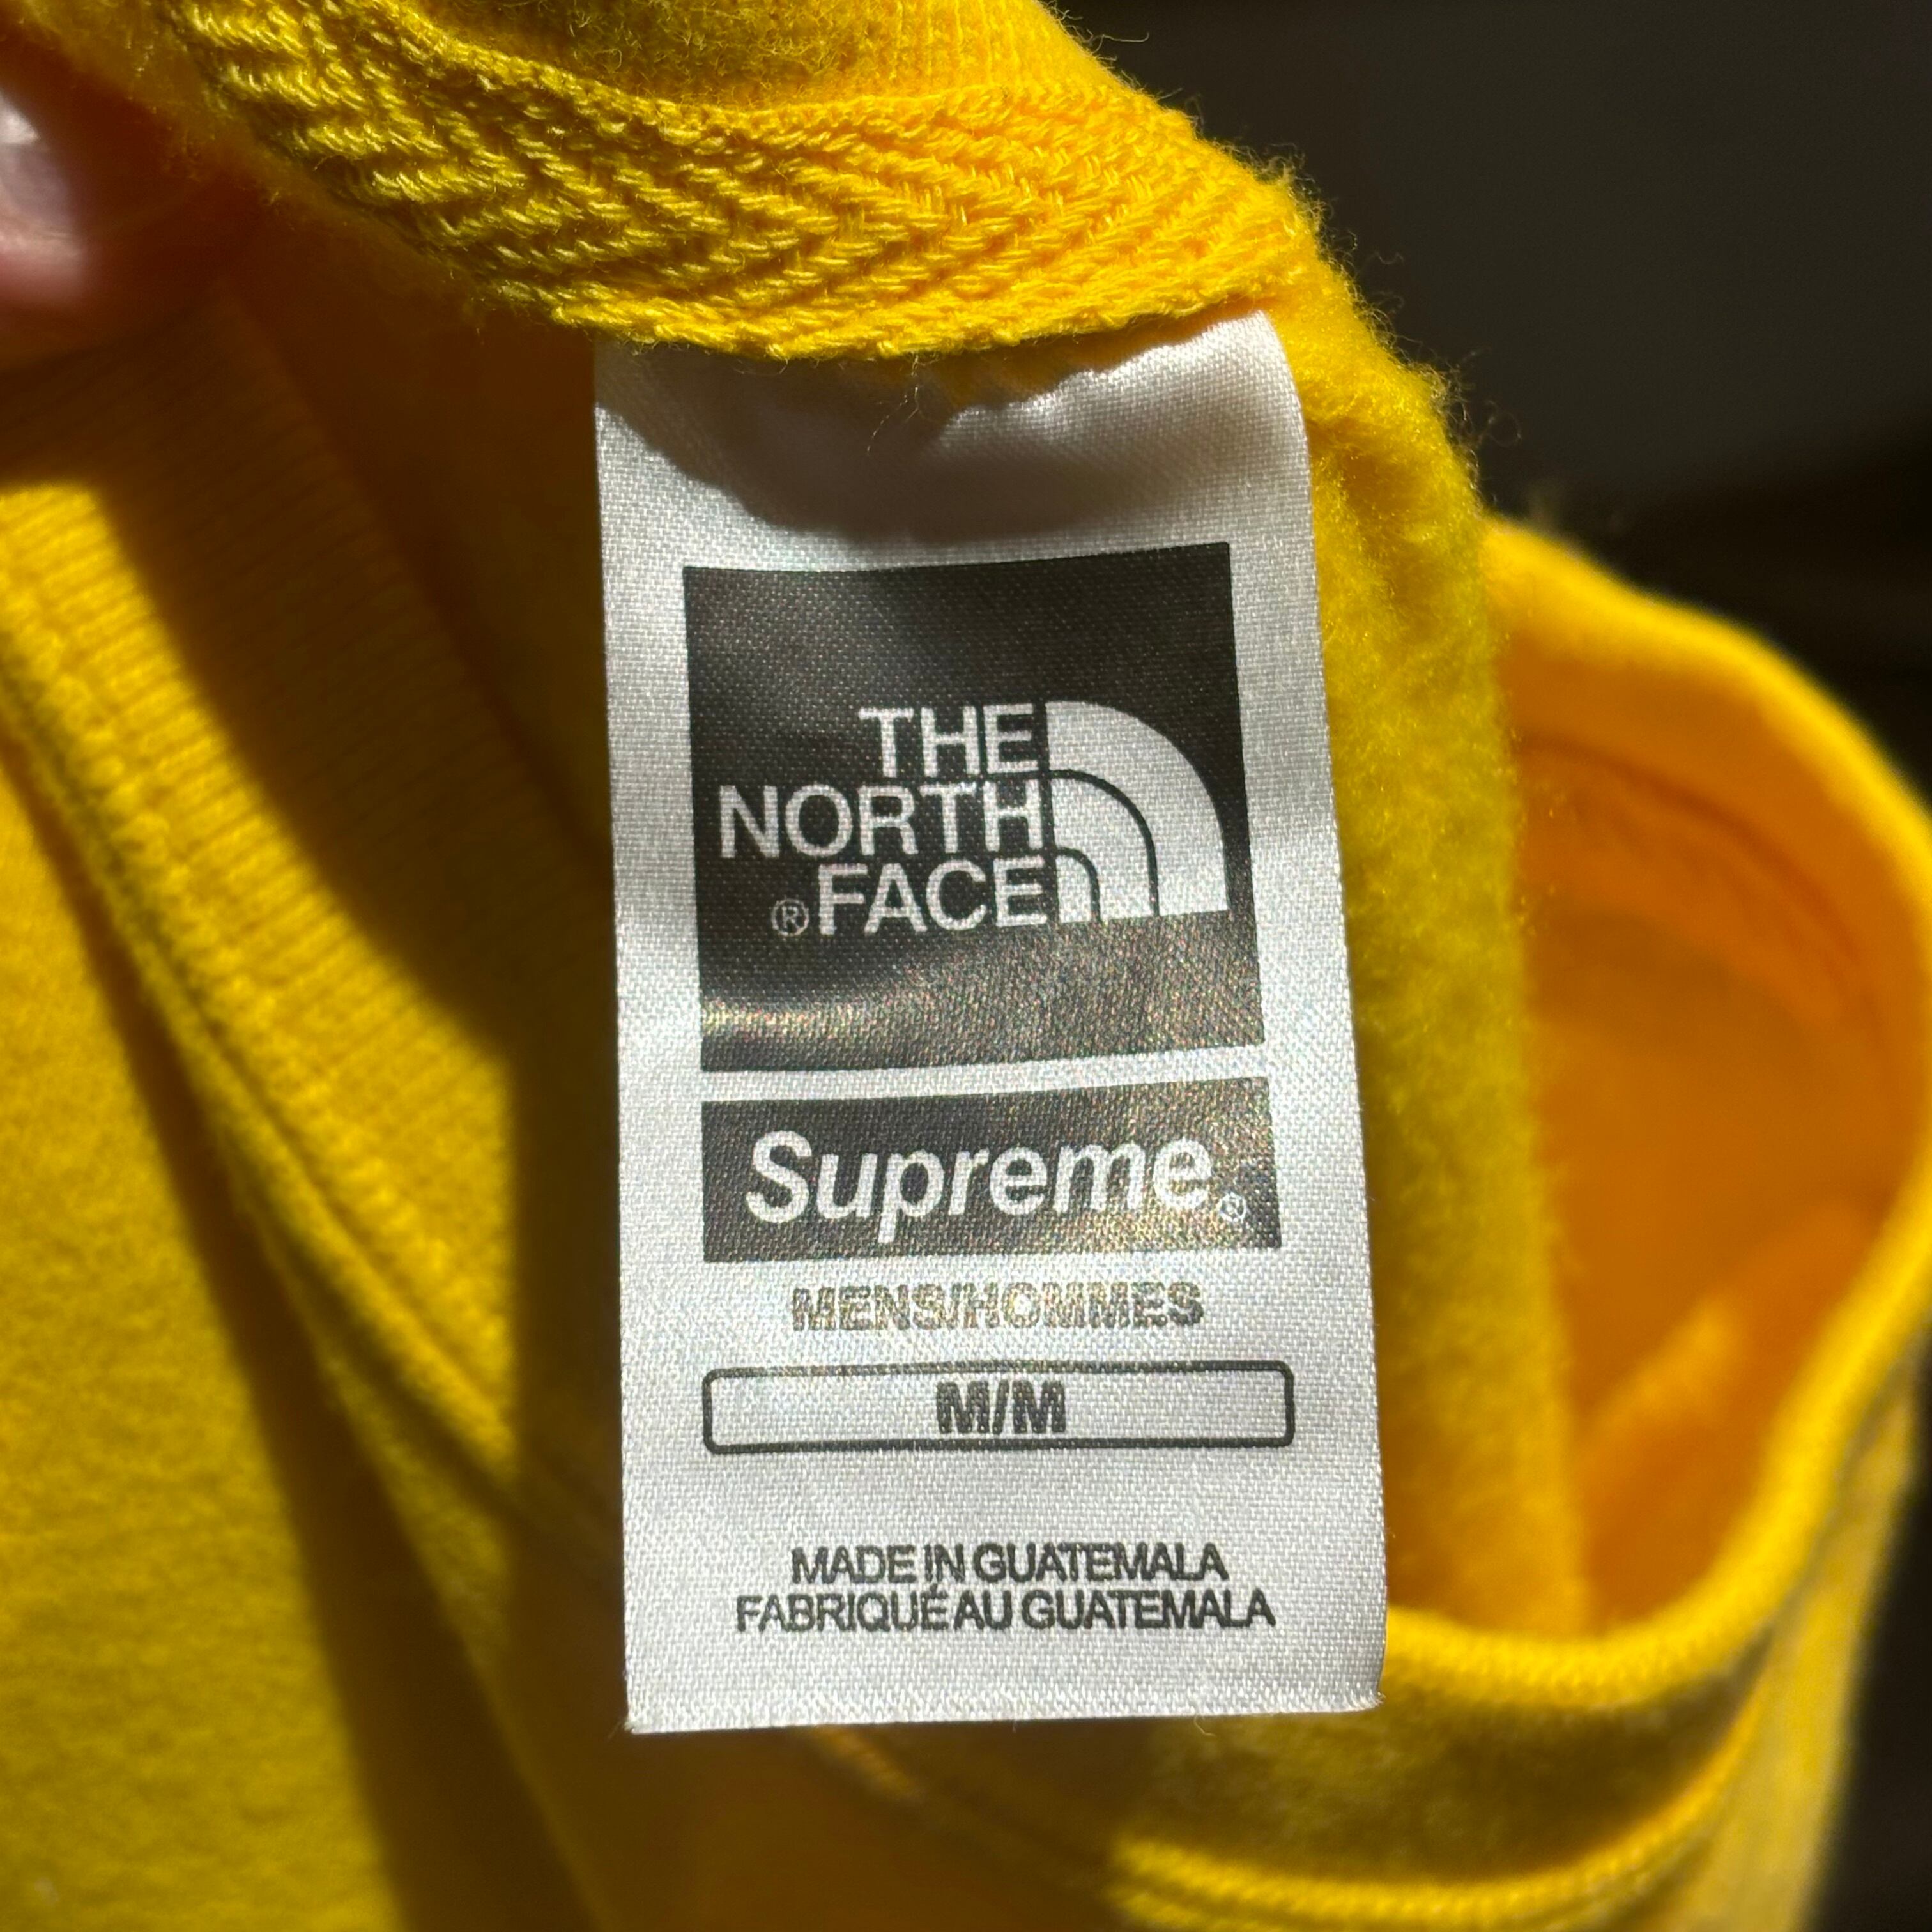 THE
NORTH
®FACE
Supreme®
MENS/HOMMES
M/M
MADE IN GUATEMALA
FABRIQUÉ AU GUATEMALA